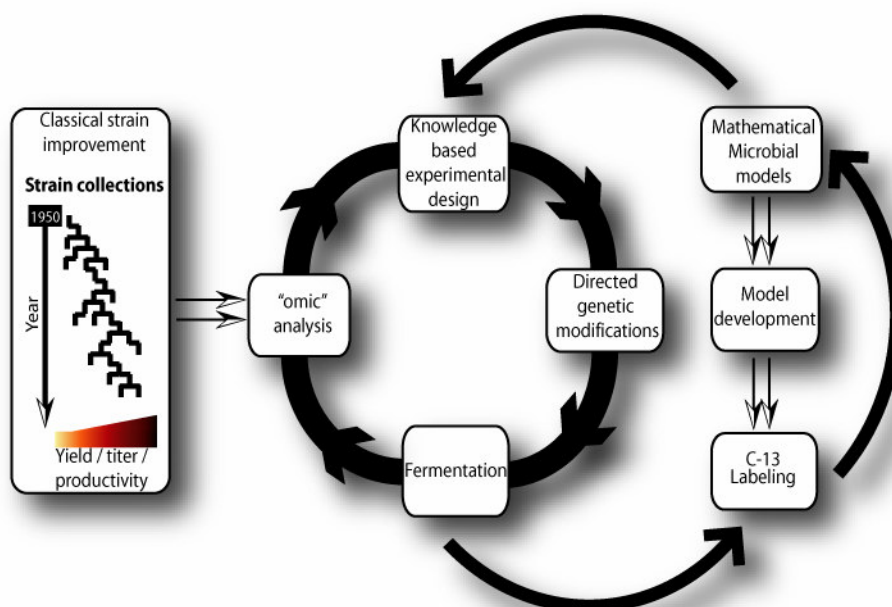 Classical strain
improvement
Strain collections
1950
Year
Yield / titer /
productivity
"omic"
analysis
Knowledge
based
experimental
design
Directed
genetic
modifications
Fermentation
Mathematical
Microbial
models
Model
development
C-13
Labeling